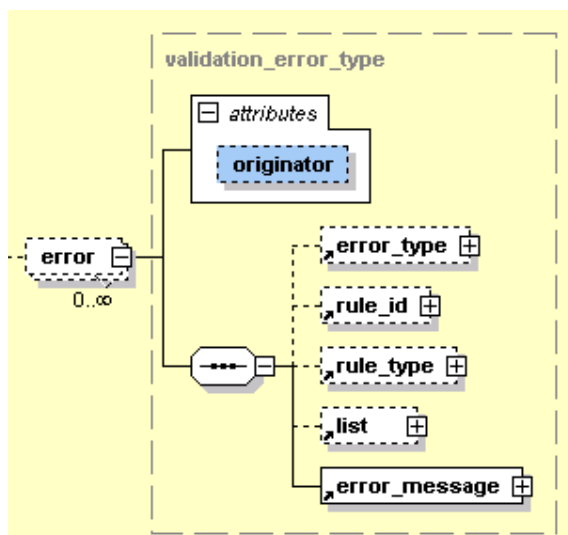 validation_error_type
attributes
originator
error
0..∞
error_type
rule_id
rule_type
list
error_message